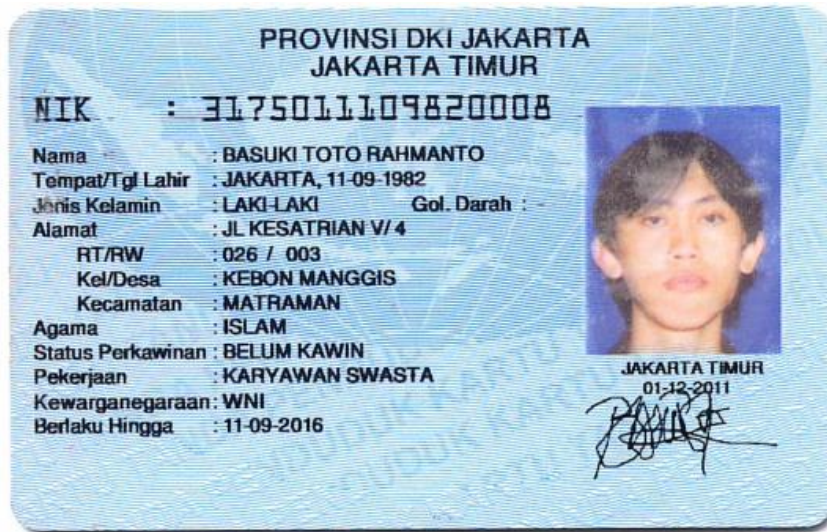 PROVINSI DKI JAKARTA
JAKARTA TIMUR
NIK : 3175011109820008
Nama : BASUKI TOTO RAHMANTO
Tempat/Tgl Lahir : JAKARTA, 11-09-1982
Jenis Kelamin : LAKI-LAKI Gol. Darah : -
Alamat : JL KESATRIAN V/ 4
RT/RW : 026 / 003
Kel/Desa : KEBON MANGGIS
Kecamatan : MATRAMAN
Agama : ISLAM
Status Perkawinan : BELUM KAWIN
Pekerjaan : KARYAWAN SWASTA
Kewarganegaraan : WNI
Berlaku Hingga : 11-09-2016
JAKARTA TIMUR
01-12-2011